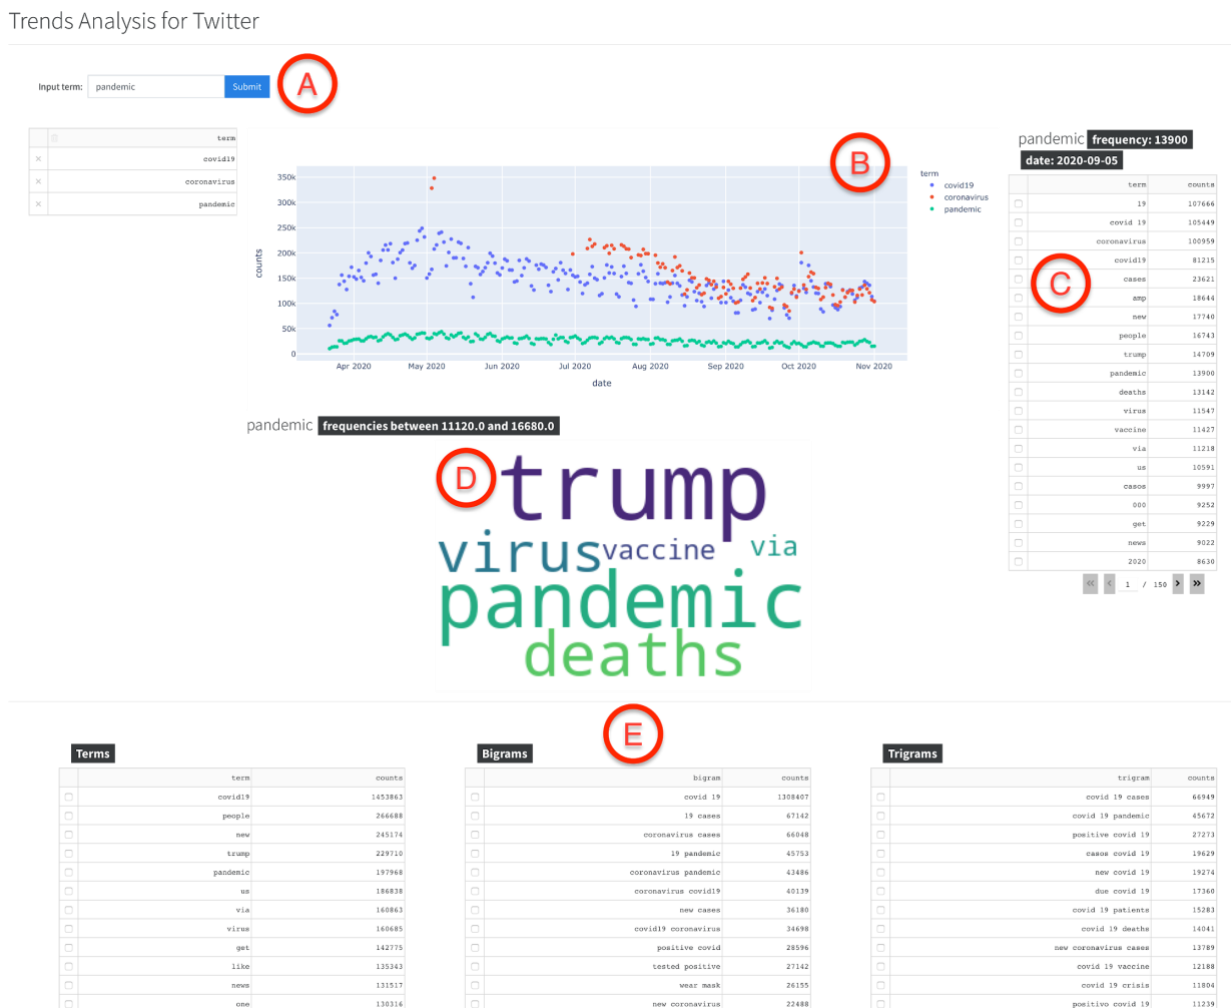 Trends Analysis for Twitter
Input term: pandemic Submit A
term
covid19
coronavirus
pandemic
B
350k
300k
250k
200k
150k
100k
50k
0
counts
Apr 2020 May 2020 Jun 2020 Jul 2020 Aug 2020 Sep 2020 Oct 2020 Nov 2020
date
term
covid19
coronavirus
pandemic
pandemic frequency: 13900
date: 2020-09-05
term counts
19 107666
covid 19 105449
coronavirus 100959
covid19 81215
C
cases 23621
amp 18644
new 17740
people 16743
trump 14709
pandemic 13900
deaths 13142
virus 11547
vaccine 11427
via 11218
us 10591
casos 9997
000 9252
get 9229
news 9022
2020 8630
« ‹ 1 / 150 › »
pandemic frequencies between 11120.0 and 16680.0
D
trump
virus vaccine via
pandemic
deaths
E
Terms
term counts
covid19 1453863
people 266688
new 245174
trump 229710
pandemic 197968
us 186838
via 160863
virus 160685
get 142775
like 135343
news 131517
one 130316
Bigrams
bigram counts
covid 19 1308407
19 cases 67142
coronavirus cases 66048
19 pandemic 45753
coronavirus pandemic 43486
coronavirus covid19 40139
new cases 36180
covid19 coronavirus 34698
positive covid 28596
tested positive 27142
wear mask 26155
new coronavirus 22488
Trigrams
trigram counts
covid 19 cases 66949
covid 19 pandemic 45672
positive covid 19 27273
casos covid 19 19629
new covid 19 19274
due covid 19 17360
covid 19 patients 15283
covid 19 deaths 14041
new coronavirus cases 13789
covid 19 vaccine 12188
covid 19 crisis 11804
positivo covid 19 11239